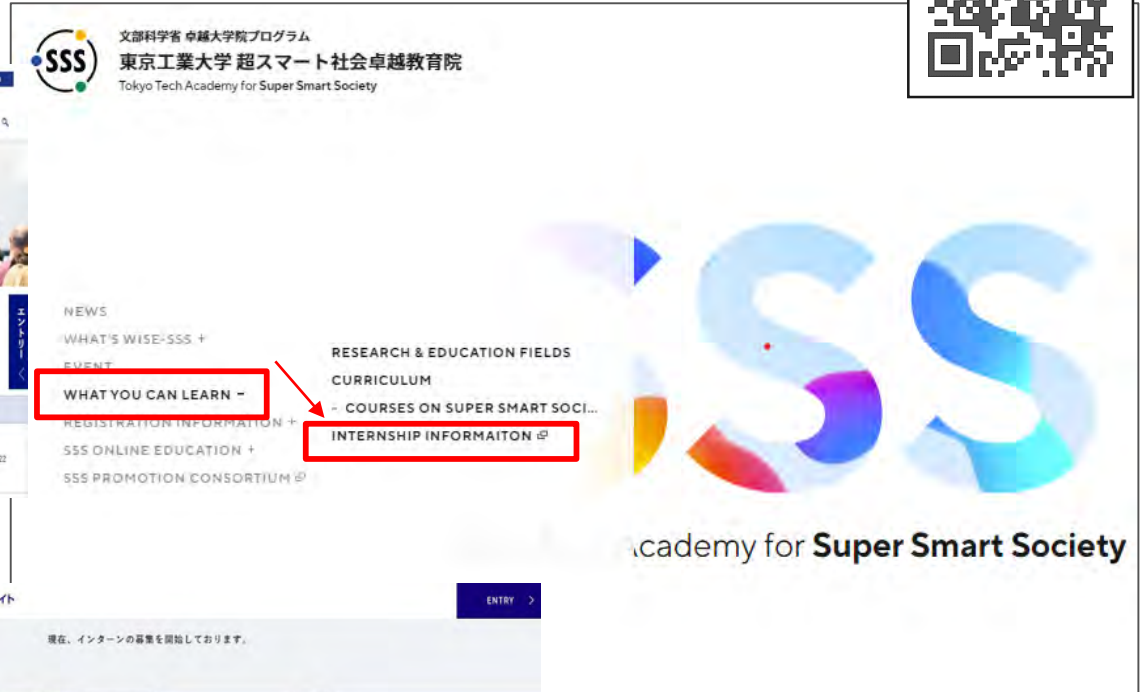 SSS
文部科学省 卓越大学院プログラム
東京工業大学 超スマート社会卓越教育院
Tokyo Tech Academy for Super Smart Society
エントリー
NEWS
WHAT'S WISE-SSS +
EVENT
WHAT YOU CAN LEARN -
REGISTRATION INFORMATION +
SSS ONLINE EDUCATION +
SSS PROMOTION CONSORTIUM
RESEARCH & EDUCATION FIELDS
CURRICULUM
- COURSES ON SUPER SMART SOCI...
INTERNSHIP INFORMAITON
SS
cademy for Super Smart Society
イト
ENTRY >
現在、インターンの募集を開始しております。